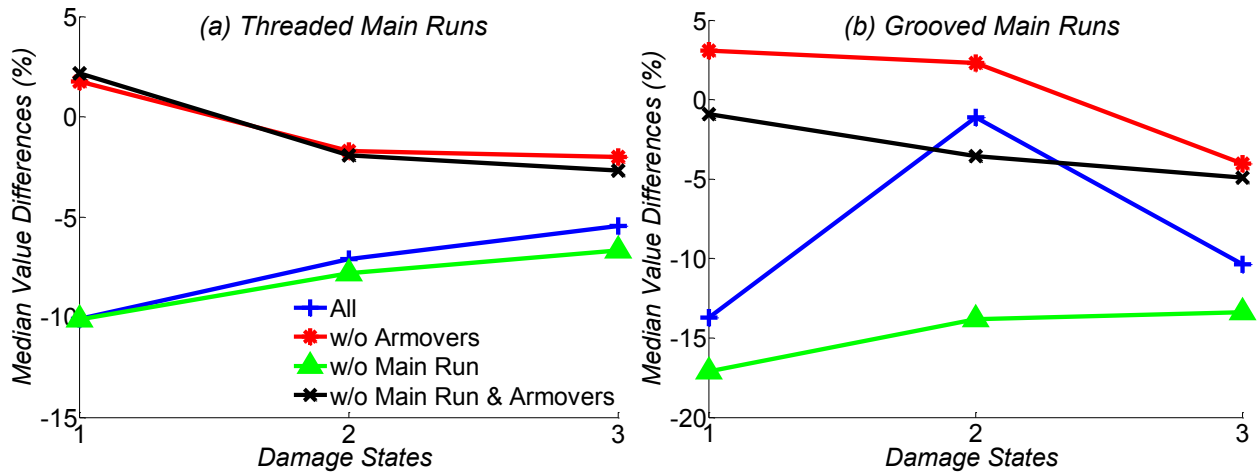 (a) Threaded Main Runs
Median Value Differences (%)
5
0
-5
-10
-15
All
w/o Armovers
w/o Main Run
w/o Main Run & Armovers
1
2
3
Damage States
(b) Grooved Main Runs
Median Value Differences (%)
5
0
-5
-10
-15
-20
1
2
3
Damage States